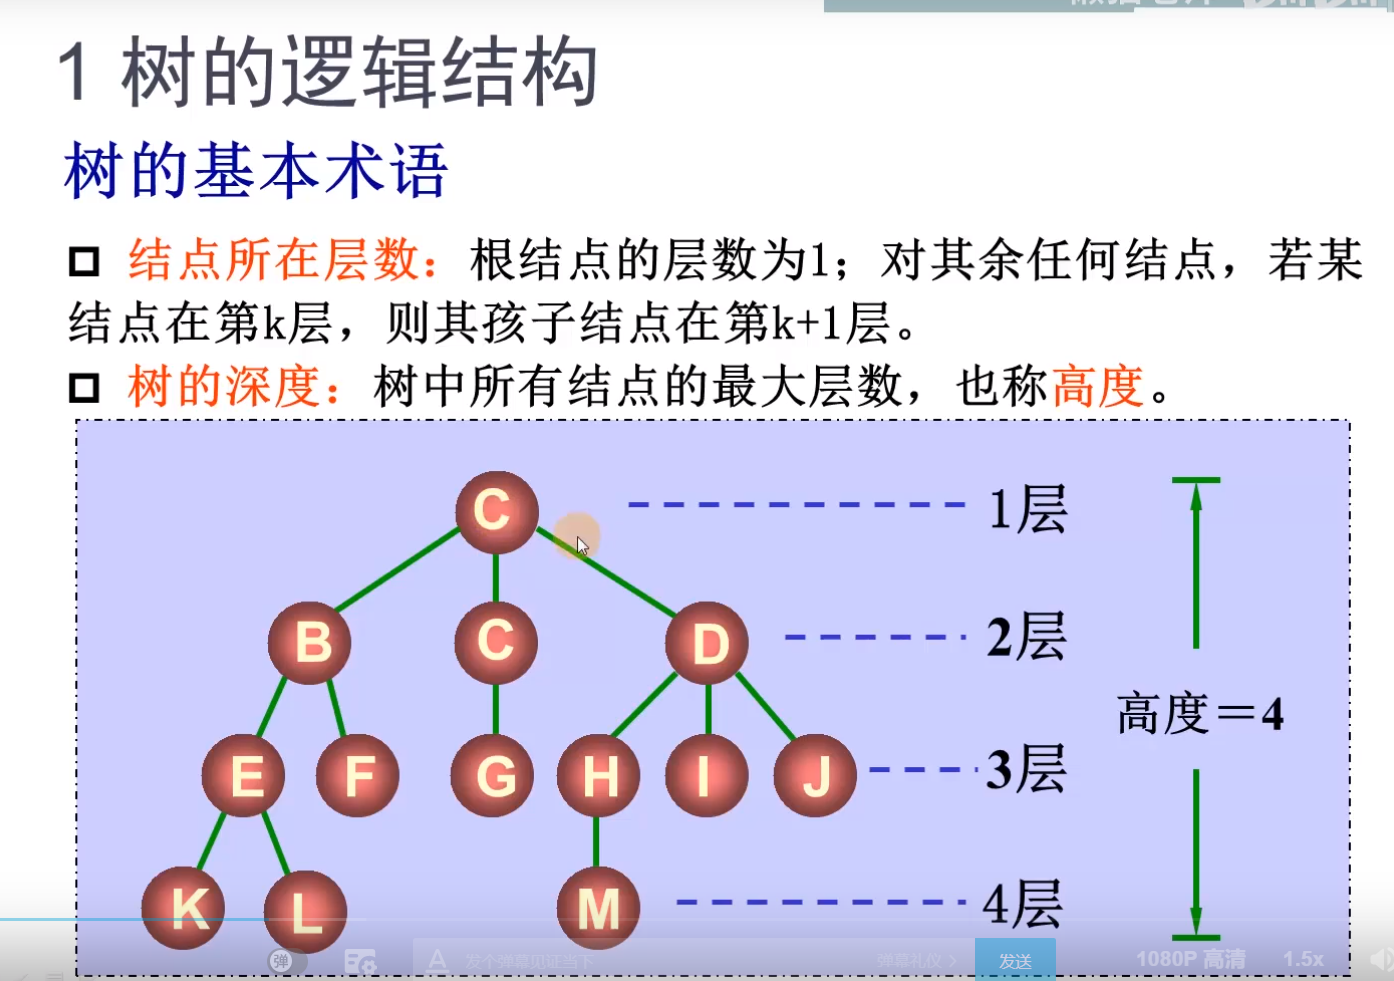 1 树的逻辑结构
树的基本术语
结点所在层数：根结点的层数为1；对其余任何结点，若某
结点在第k层，则其孩子结点在第k+1层。
树的深度：树中所有结点的最大层数，也称高度。
C 1层
B C D 2层
高度＝4
E F G H I J 3层
K L M 4层
弹 发个弹幕见证当下 弹幕礼仪 > 发送 1080P 高清 1.5x